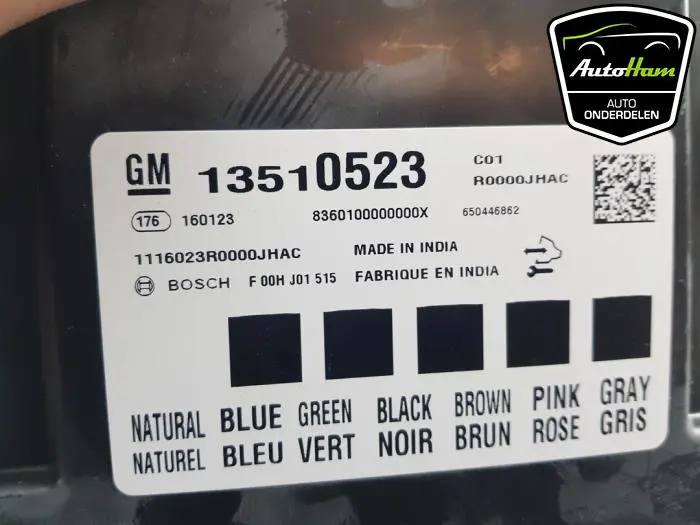 AutoHam
AUTO
ONDERDELEN
GM 13510523 C01
R0000JHAC
176 160123 8360100000000X 650446862
1116023R0000JHAC MADE IN INDIA
BOSCH F 00H J01 515 FABRIQUE EN INDIA
NATURAL BLUE GREEN BLACK BROWN PINK GRAY
NATUREL BLEU VERT NOIR BRUN ROSE GRIS